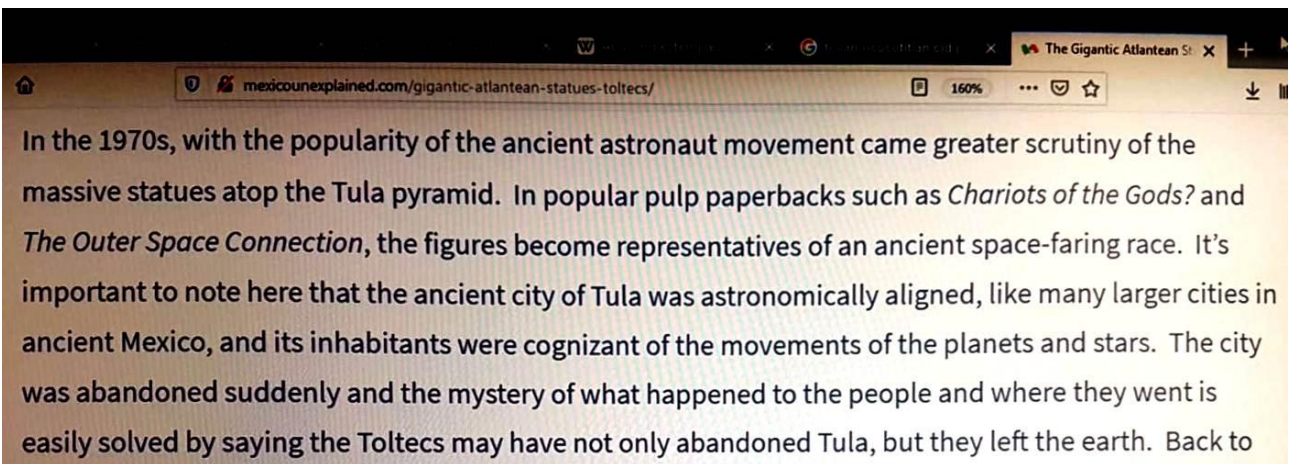 The Gigantic Atlantean St
mexicounexplained.com/gigantic-atlantean-statues-toltecs/
160%
In the 1970s, with the popularity of the ancient astronaut movement came greater scrutiny of the
massive statues atop the Tula pyramid. In popular pulp paperbacks such as Chariots of the Gods? and
The Outer Space Connection, the figures become representatives of an ancient space-faring race. It's
important to note here that the ancient city of Tula was astronomically aligned, like many larger cities in
ancient Mexico, and its inhabitants were cognizant of the movements of the planets and stars. The city
was abandoned suddenly and the mystery of what happened to the people and where they went is
easily solved by saying the Toltecs may have not only abandoned Tula, but they left the earth. Back to